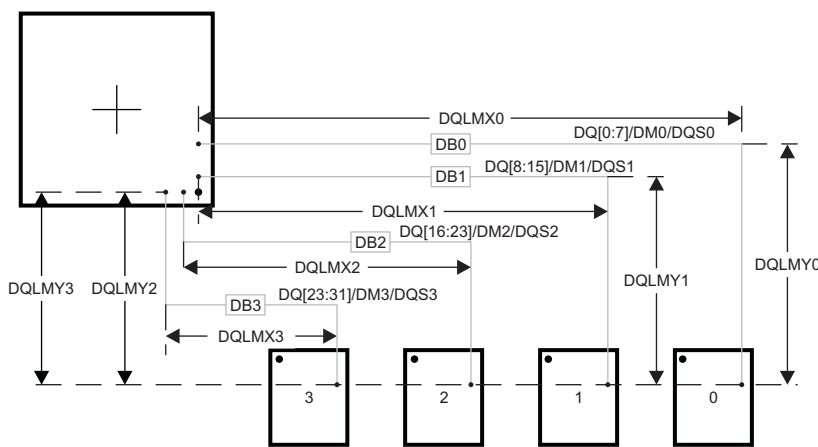 DQLMX0
DQ[0:7]/DM0/DQS0
DB0
DQ[8:15]/DM1/DQS1
DB1
DQLMX1
DQ[16:23]/DM2/DQS2
DB2
DQLMX2
DQLMY3
DQLMY2
DQLMY1
DQLMY0
DQ[23:31]/DM3/DQS3
DB3
DQLMX3
3
2
1
0